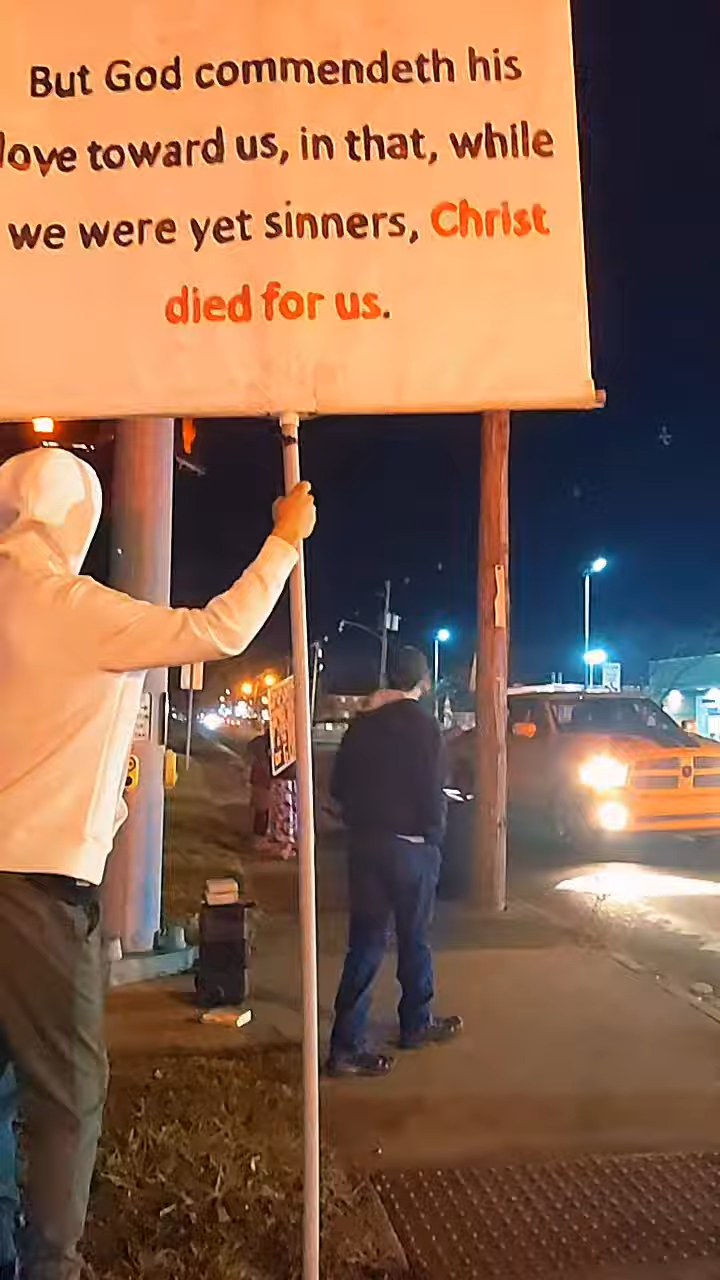 But God commendeth his
love toward us, in that, while
we were yet sinners, Christ
died for us.